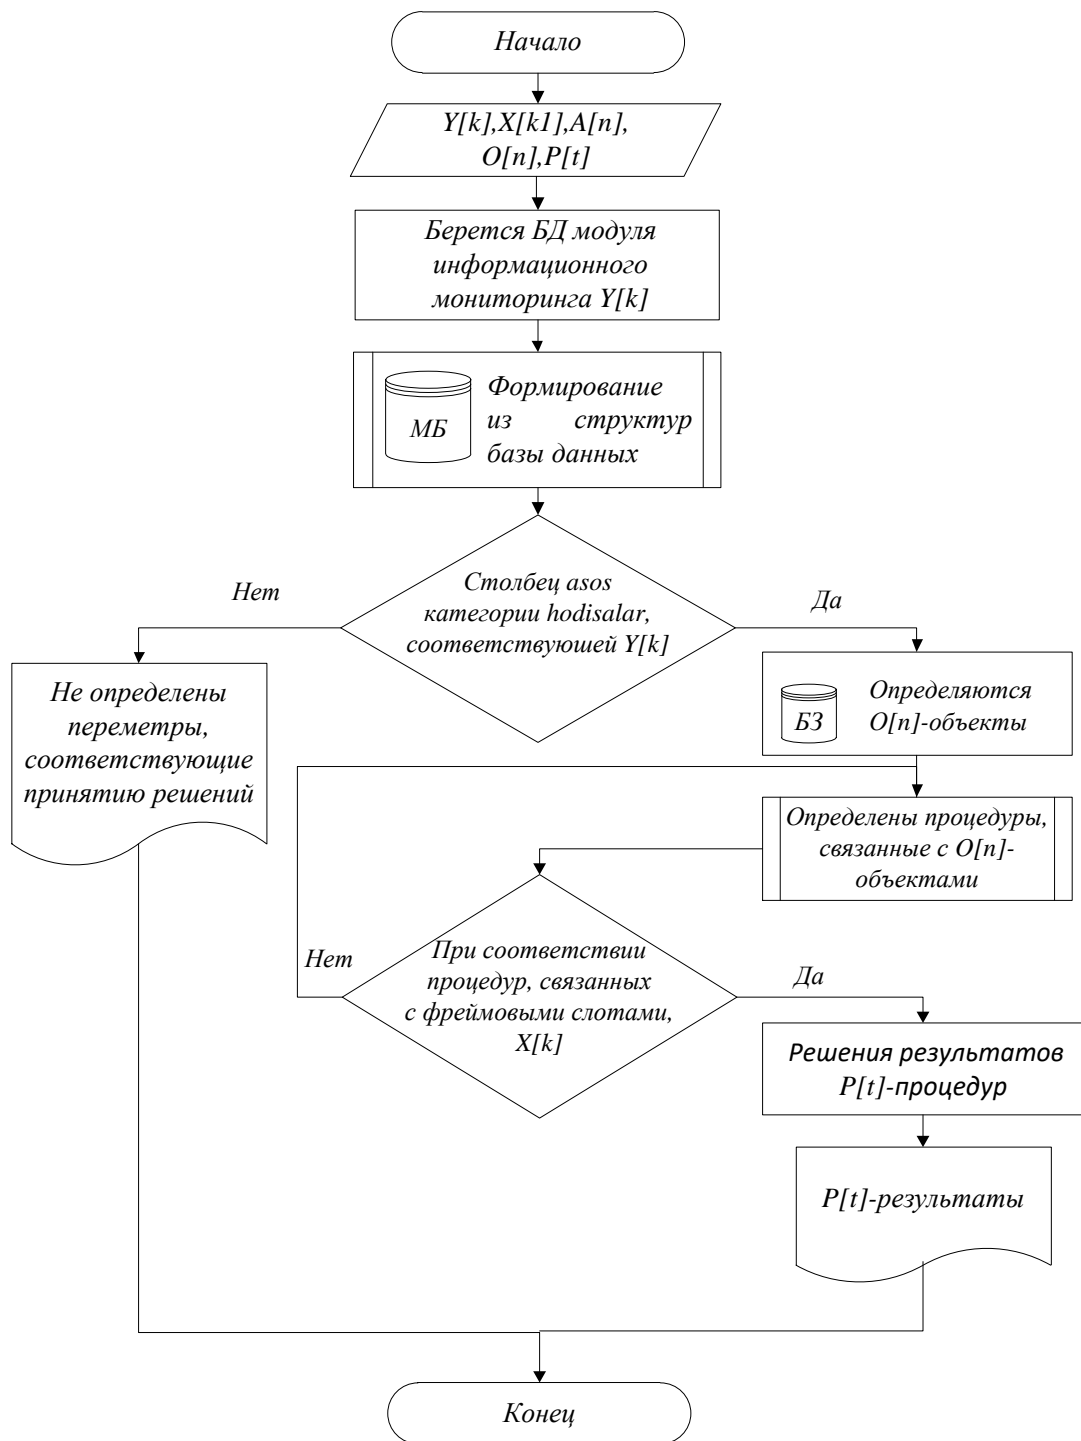 Начало
Y[k],X[k1],A[n],
O[n],P[t]
Берется БД модуля
информационного
мониторинга Y[k]
МБ
Формирование
из структур
базы данных
Столбец asos
категории hodisalar,
соответствуюшей Y[k]
Нет
Да
Не определены
переметры,
соответствующие
принятию решений
БЗ
Определяются
O[n]-объекты
Определены процедуры,
связанные с O[n]-
объектами
При соответствии
процедур, связанных
с фреймовыми слотами,
X[k]
Нет
Да
Решения результатов
P[t]-процедур
P[t]-результаты
Конец